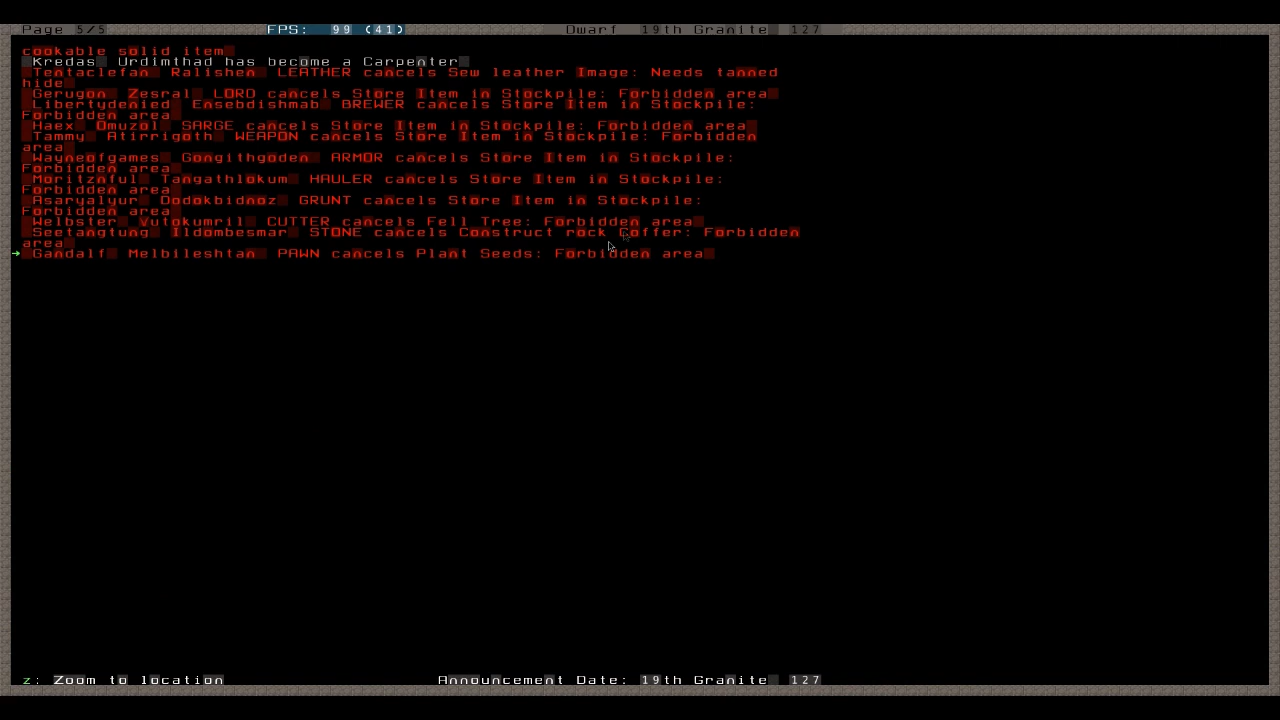 Page 5/5 FPS: 99 (41) Dwarf 19th Granite 127
cookable solid item
Kredas Urdimthad has become a Carpenter
Tentaclefan Ralishen LEATHER cancels Sew leather Image: Needs tanned
hide
Gerugon Zesral LORD cancels Store Item in Stockpile: Forbidden area
Libertydenied Ensebdishmab BREWER cancels Store Item in Stockpile:
Forbidden area
Haex Omuzol SARGE cancels Store Item in Stockpile: Forbidden area
Tammy Atirrigoth WEAPON cancels Store Item in Stockpile: Forbidden
area
Wayneofgames Gongithgoden ARMOR cancels Store Item in Stockpile:
Forbidden area
Moritznful Tangathlokum HAULER cancels Store Item in Stockpile:
Forbidden area
Asaryalyur Dodokbidnoz GRUNT cancels Store Item in Stockpile:
Forbidden area
Welbster Vutokumril CUTTER cancels Fell Tree: Forbidden area
Seetangtung Ildombesmar STONE cancels Construct rock Coffer: Forbidden
area
Gandalf Melbileshtan PAWN cancels Plant Seeds: Forbidden area
z: Zoom to location Announcement Date: 19th Granite 127